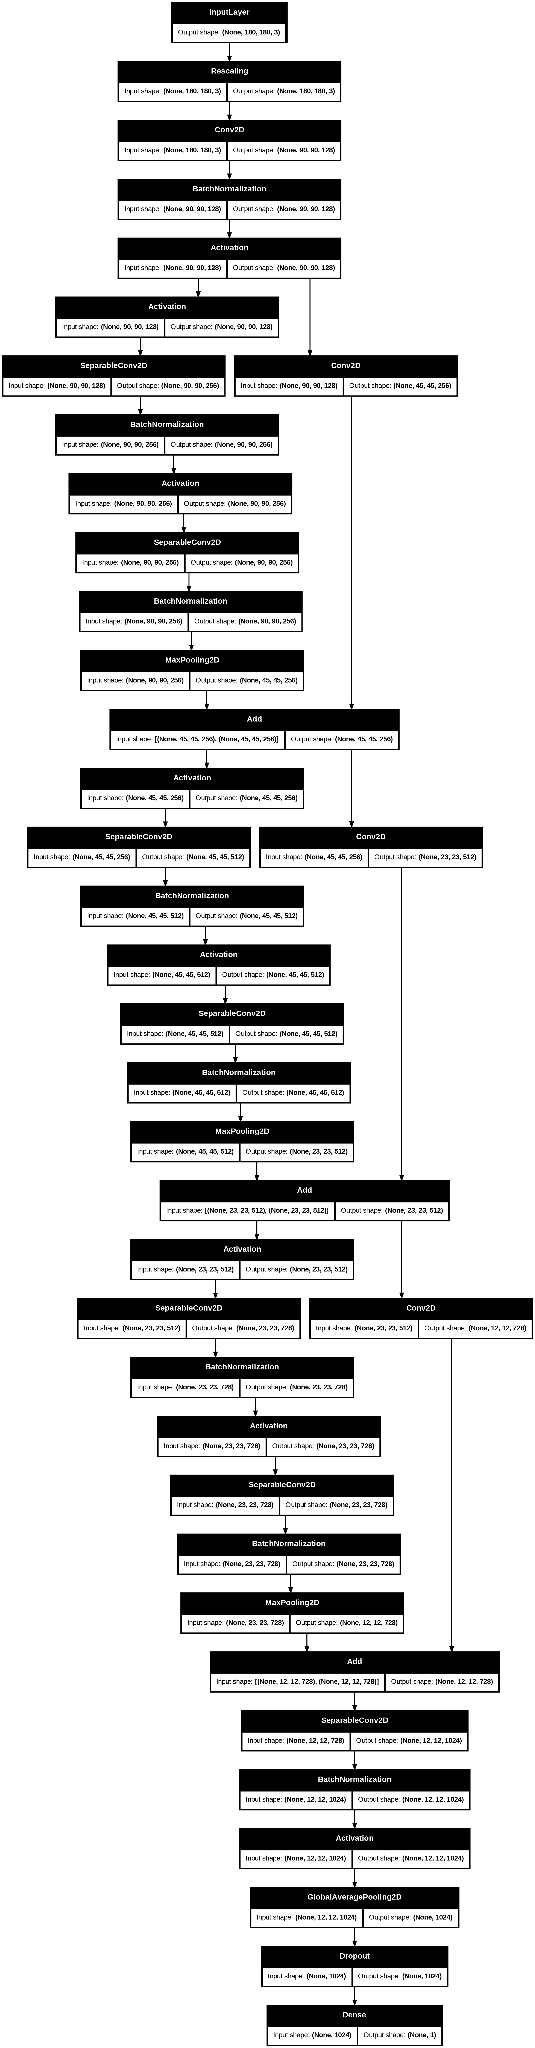 InputLayer
Output shape: (None, 180, 180, 3)
Rescaling
Input shape: (None, 180, 180, 3) Output shape: (None, 180, 180, 3)
Conv2D
Input shape: (None, 180, 180, 3) Output shape: (None, 90, 90, 128)
BatchNormalization
Input shape: (None, 90, 90, 128) Output shape: (None, 90, 90, 128)
Activation
Input shape: (None, 90, 90, 128) Output shape: (None, 90, 90, 128)
Activation
Input shape: (None, 90, 90, 128) Output shape: (None, 90, 90, 128)
SeparableConv2D Conv2D
Input shape: (None, 90, 90, 128) Output shape: (None, 90, 90, 256) Input shape: (None, 90, 90, 128) Output shape: (None, 45, 45, 256)
BatchNormalization
Input shape: (None, 90, 90, 256) Output shape: (None, 90, 90, 256)
Activation
Input shape: (None, 90, 90, 256) Output shape: (None, 90, 90, 256)
SeparableConv2D
Input shape: (None, 90, 90, 256) Output shape: (None, 90, 90, 256)
BatchNormalization
Input shape: (None, 90, 90, 256) Output shape: (None, 90, 90, 256)
MaxPooling2D
Input shape: (None, 90, 90, 256) Output shape: (None, 45, 45, 256)
Add
Input shape: [(None, 45, 45, 256), (None, 45, 45, 256)] Output shape: (None, 45, 45, 256)
Activation
Input shape: (None, 45, 45, 256) Output shape: (None, 45, 45, 256)
SeparableConv2D Conv2D
Input shape: (None, 45, 45, 256) Output shape: (None, 45, 45, 512) Input shape: (None, 45, 45, 256) Output shape: (None, 23, 23, 512)
BatchNormalization
Input shape: (None, 45, 45, 512) Output shape: (None, 45, 45, 512)
Activation
Input shape: (None, 45, 45, 512) Output shape: (None, 45, 45, 512)
SeparableConv2D
Input shape: (None, 45, 45, 512) Output shape: (None, 45, 45, 512)
BatchNormalization
Input shape: (None, 45, 45, 512) Output shape: (None, 45, 45, 512)
MaxPooling2D
Input shape: (None, 45, 45, 512) Output shape: (None, 23, 23, 512)
Add
Input shape: [(None, 23, 23, 512), (None, 23, 23, 512)] Output shape: (None, 23, 23, 512)
Activation
Input shape: (None, 23, 23, 512) Output shape: (None, 23, 23, 512)
SeparableConv2D Conv2D
Input shape: (None, 23, 23, 512) Output shape: (None, 23, 23, 728) Input shape: (None, 23, 23, 512) Output shape: (None, 12, 12, 728)
BatchNormalization
Input shape: (None, 23, 23, 728) Output shape: (None, 23, 23, 728)
Activation
Input shape: (None, 23, 23, 728) Output shape: (None, 23, 23, 728)
SeparableConv2D
Input shape: (None, 23, 23, 728) Output shape: (None, 23, 23, 728)
BatchNormalization
Input shape: (None, 23, 23, 728) Output shape: (None, 23, 23, 728)
MaxPooling2D
Input shape: (None, 23, 23, 728) Output shape: (None, 12, 12, 728)
Add
Input shape: [(None, 12, 12, 728), (None, 12, 12, 728)] Output shape: (None, 12, 12, 728)
SeparableConv2D
Input shape: (None, 12, 12, 728) Output shape: (None, 12, 12, 1024)
BatchNormalization
Input shape: (None, 12, 12, 1024) Output shape: (None, 12, 12, 1024)
Activation
Input shape: (None, 12, 12, 1024) Output shape: (None, 12, 12, 1024)
GlobalAveragePooling2D
Input shape: (None, 12, 12, 1024) Output shape: (None, 1024)
Dropout
Input shape: (None, 1024) Output shape: (None, 1024)
Dense
Input shape: (None, 1024) Output shape: (None, 1)